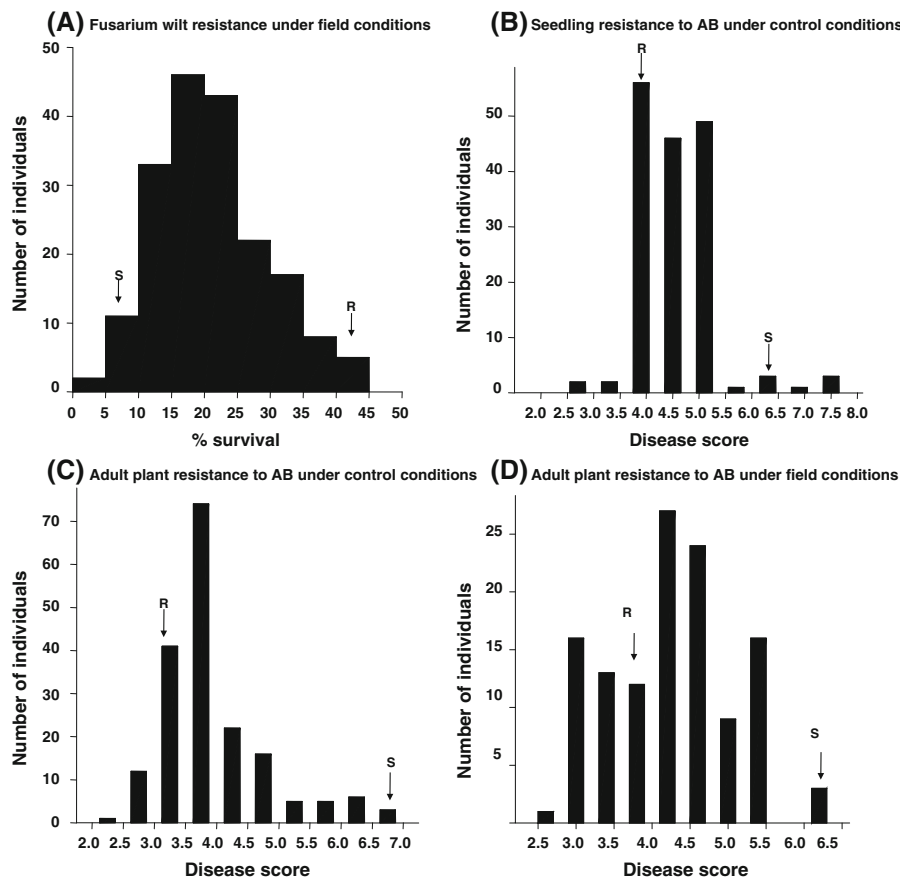 (A) Fusarium wilt resistance under field conditions
Number of individuals
50
40
30
20
10
0
S
R
0 5 10 15 20 25 30 35 40 45 50
% survival
(B) Seedling resistance to AB under control conditions
Number of individuals
50
40
30
20
10
0
R
S
2.0 2.5 3.0 3.5 4.0 4.5 5.0 5.5 6.0 6.5 7.0 7.5 8.0
Disease score
(C) Adult plant resistance to AB under control conditions
Number of individuals
70
60
50
40
30
20
10
0
R
S
2.0 2.5 3.0 3.5 4.0 4.5 5.0 5.5 6.0 6.5 7.0
Disease score
(D) Adult plant resistance to AB under field conditions
Number of individuals
25
20
15
10
5
R
S
2.5 3.0 3.5 4.0 4.5 5.0 5.5 6.0 6.5
Disease score